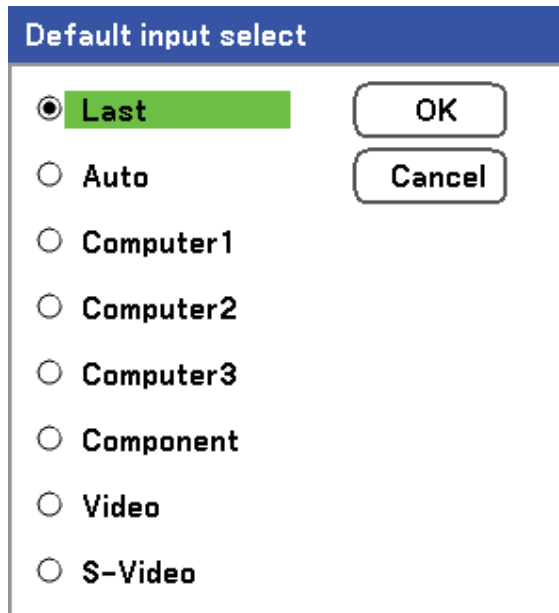 Default input select
Last
OK
Auto
Cancel
Computer1
Computer2
Computer3
Component
Video
S-Video